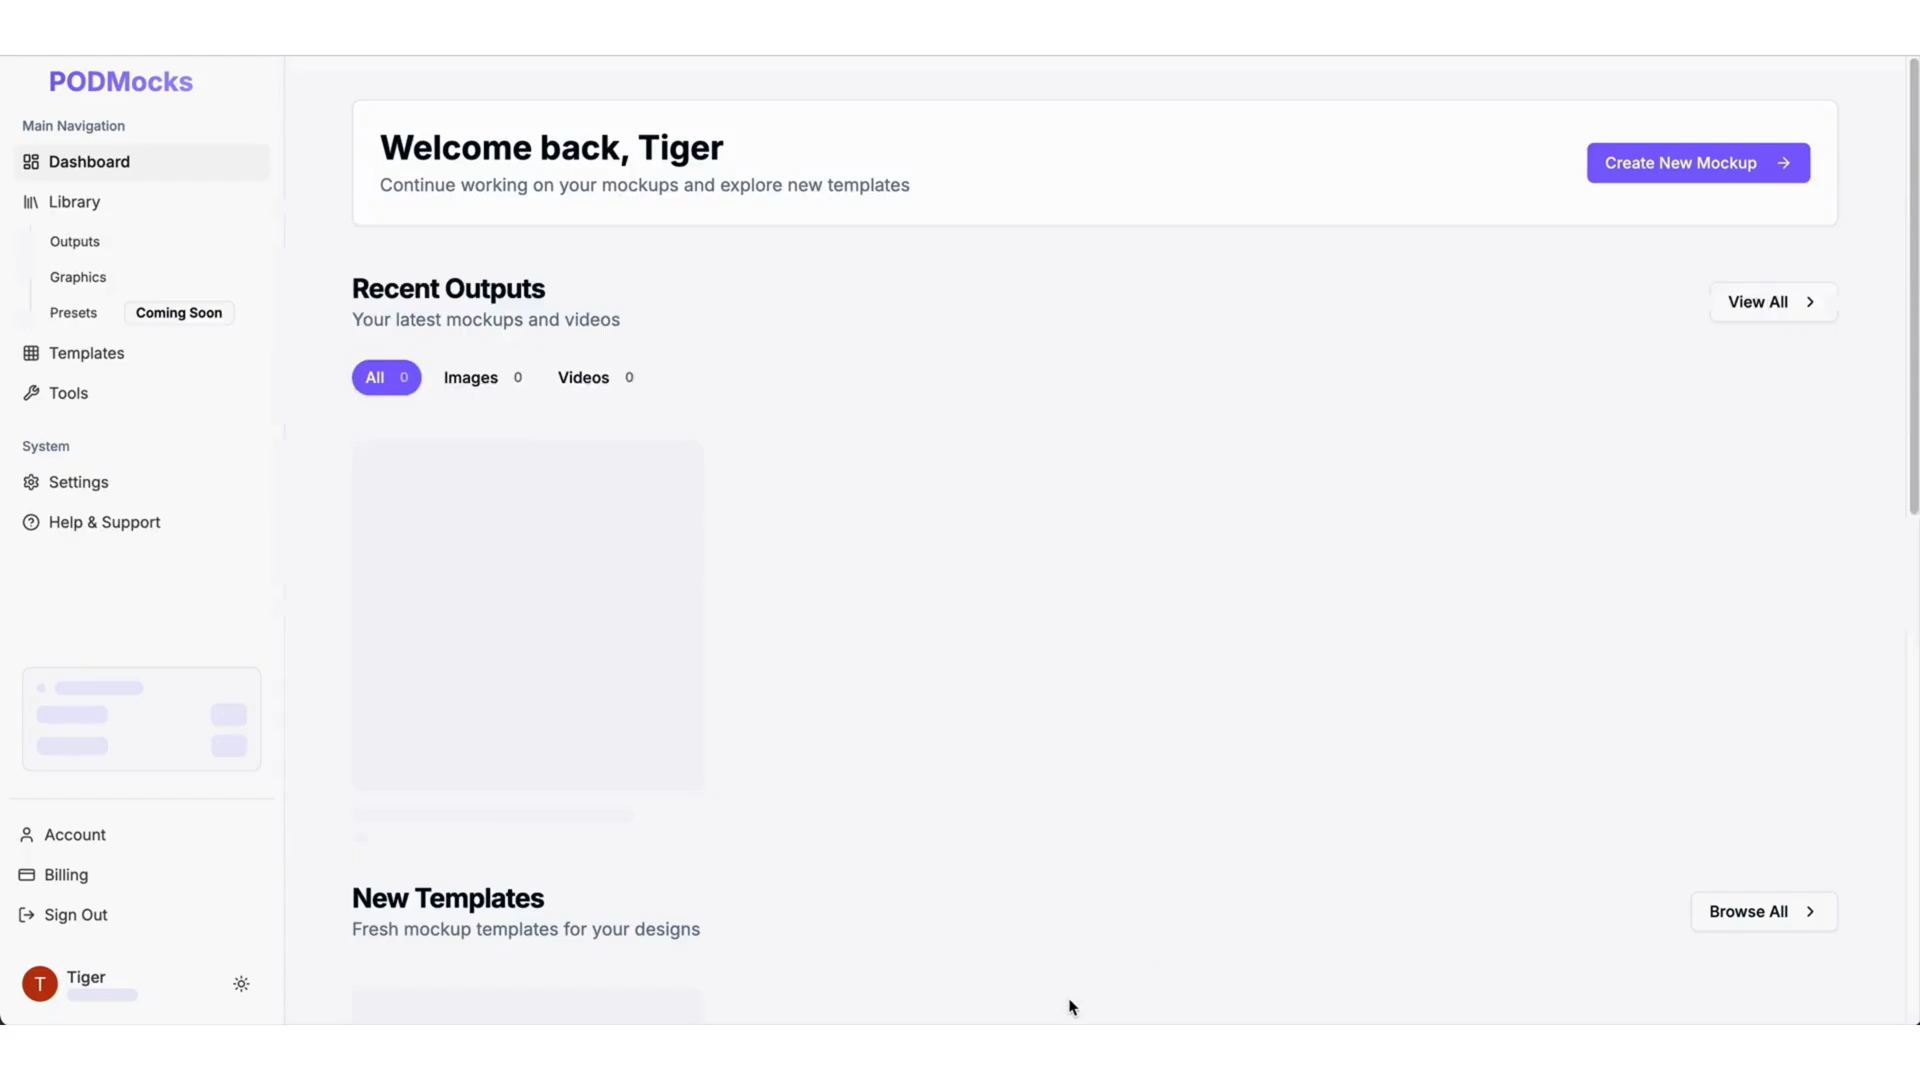 PODMocks
Main Navigation
Dashboard
Library
Outputs
Graphics
Presets Coming Soon
Templates
Tools
System
Settings
Help & Support
Account
Billing
Sign Out
T Tiger
Welcome back, Tiger
Continue working on your mockups and explore new templates
Create New Mockup
Recent Outputs
Your latest mockups and videos
View All
All 0 Images 0 Videos 0
New Templates
Fresh mockup templates for your designs
Browse All